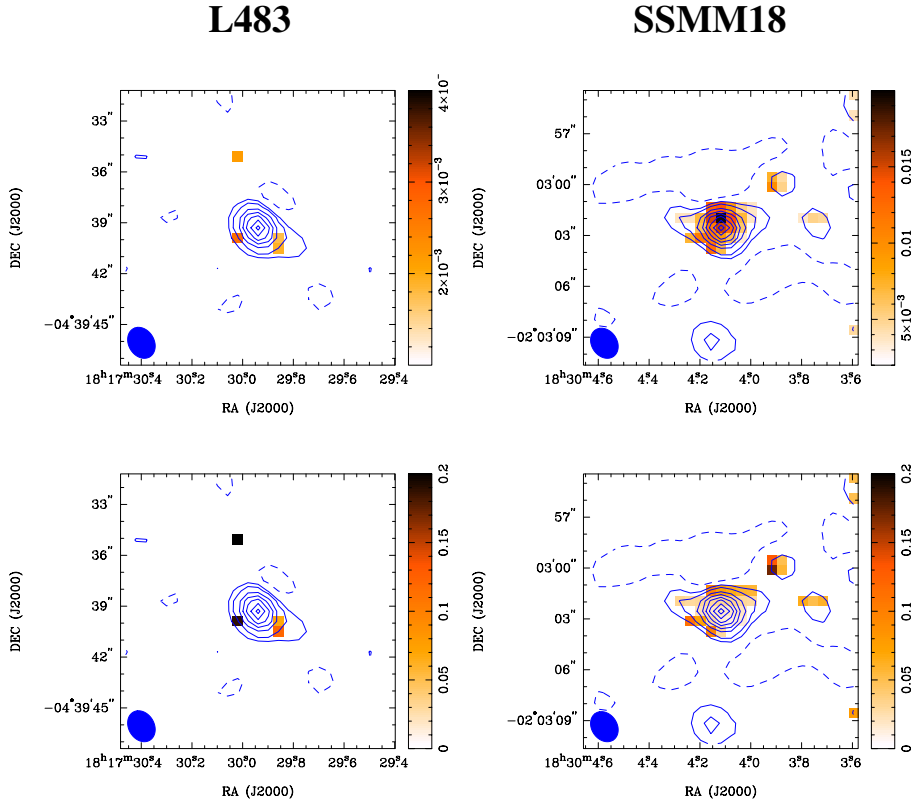 L483
SSMM18
33″
36″
39″
42″
−04°39′45″
DEC (J2000)
18ʰ17ᵐ30ˢ.4
30ˢ.2
30ˢ.0
29ˢ.8
29ˢ.6
29ˢ.4
RA (J2000)
2×10⁻³
3×10⁻³
4×10⁻
57″
03′00″
03″
06″
−02°03′09″
DEC (J2000)
18ʰ30ᵐ4ˢ.6
4ˢ.4
4ˢ.2
4ˢ.0
3ˢ.8
3ˢ.6
RA (J2000)
5×10⁻³
0.01
0.015
33″
36″
39″
42″
−04°39′45″
DEC (J2000)
18ʰ17ᵐ30ˢ.4
30ˢ.2
30ˢ.0
29ˢ.8
29ˢ.6
29ˢ.4
RA (J2000)
0
0.05
0.1
0.15
0.2
57″
03′00″
03″
06″
−02°03′09″
DEC (J2000)
18ʰ30ᵐ4ˢ.6
4ˢ.4
4ˢ.2
4ˢ.0
3ˢ.8
3ˢ.6
RA (J2000)
0
0.05
0.1
0.15
0.2